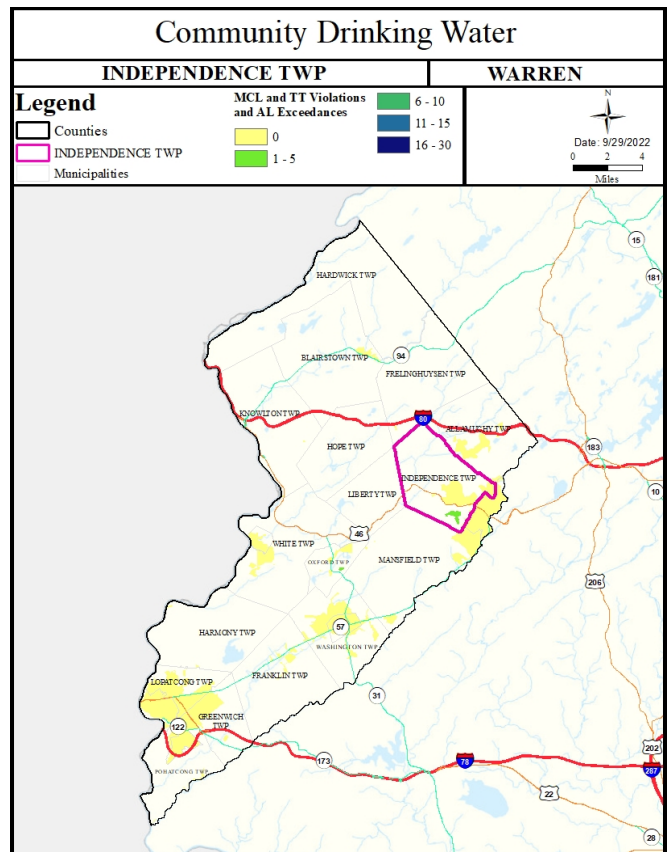 Community Drinking Water
INDEPENDENCE TWP
WARREN
Legend
Counties
INDEPENDENCE TWP
Municipalities
MCL and TT Violations
and AL Exceedances
0
1 - 5
6 - 10
11 - 15
16 - 30
N
Date: 9/29/2022
0 2 4
Miles
HARDWICK TWP
15
181
BLAIRSTOWN TWP
94
FRELINGHUYSEN TWP
KNOWLTON TWP
80
ALLAMUCHY TWP
HOPE TWP
183
INDEPENDENCE TWP
10
LIBERTY TWP
46
WHITE TWP
OXFORD TWP
MANSFIELD TWP
206
HARMONY TWP
57
WASHINGTON TWP
FRANKLIN TWP
LOPATCONG TWP
31
GREENWICH
TWP
122
173
78
202
287
POHATCONG TWP
22
28